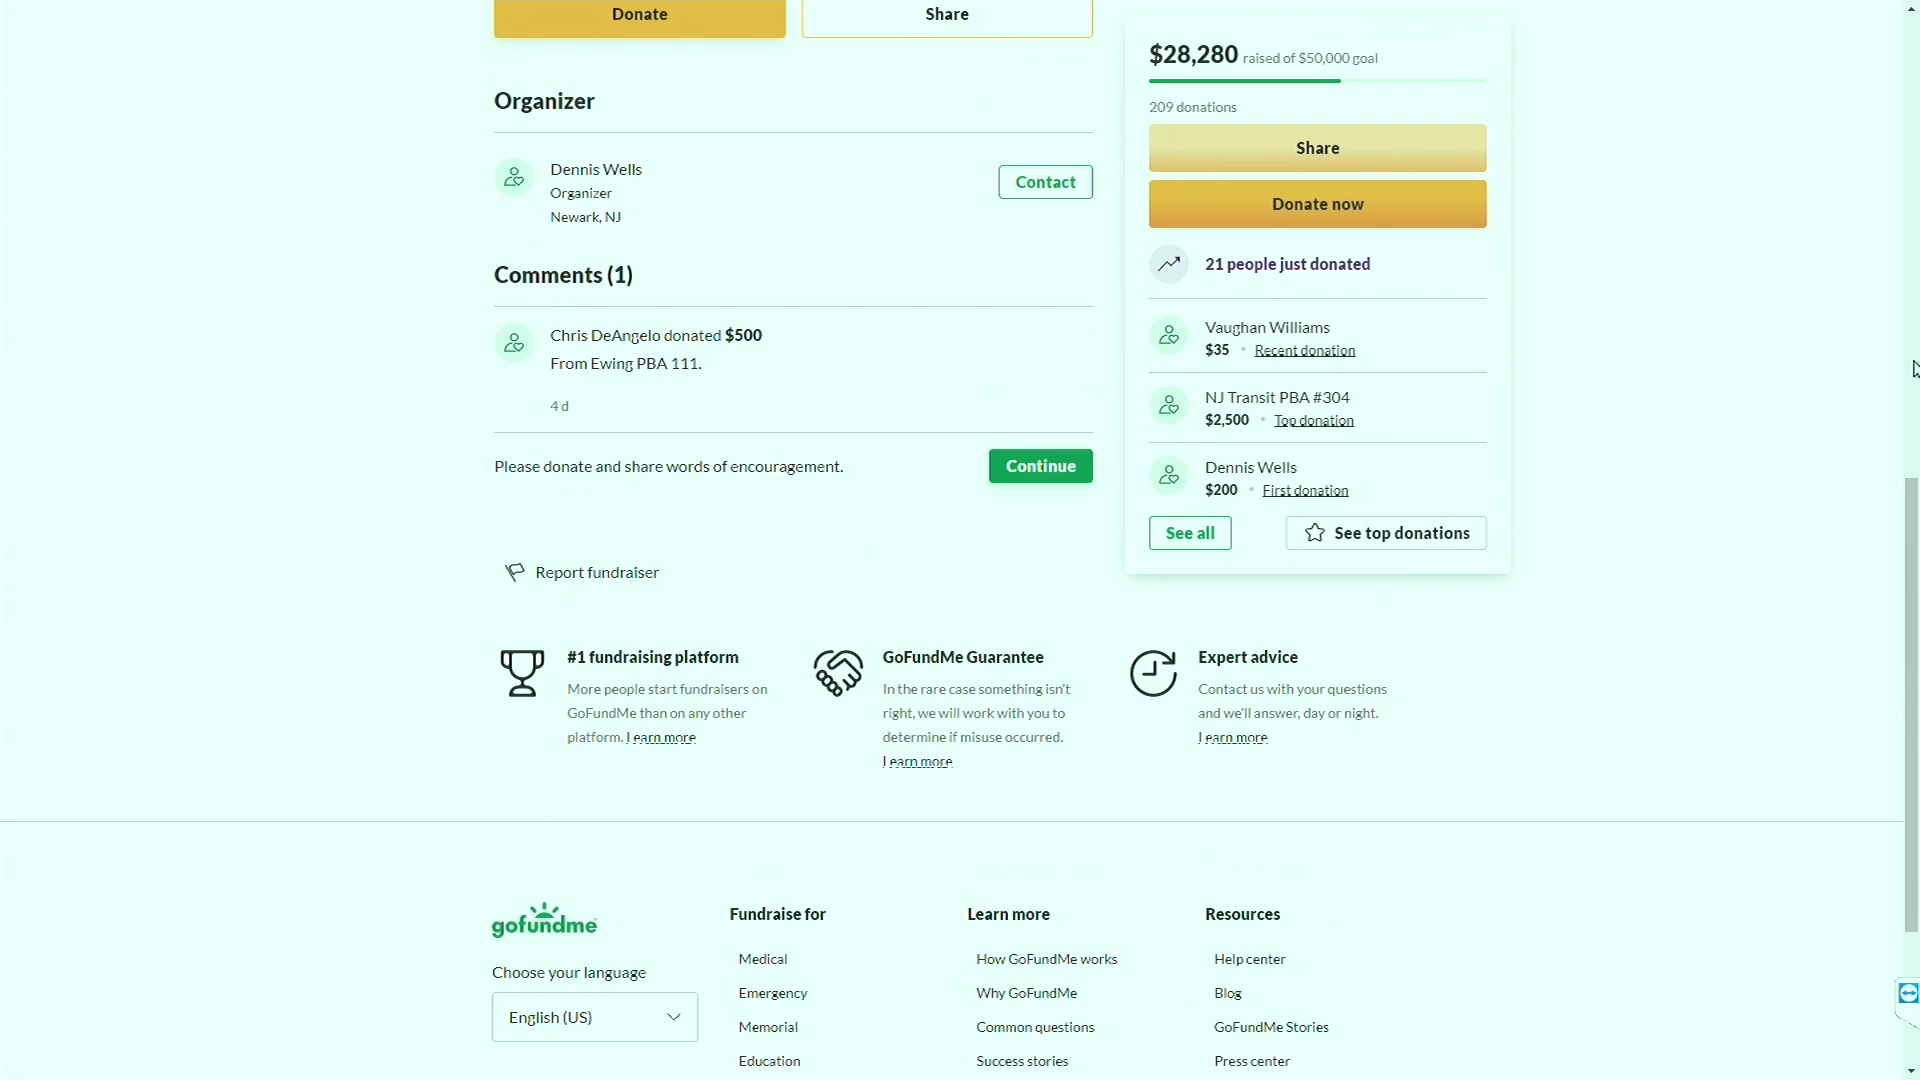 Donate
Share
$28,280 raised of $50,000 goal
209 donations
Share
Donate now
21 people just donated
Vaughan Williams
$35 • Recent donation
NJ Transit PBA #304
$2,500 • Top donation
Dennis Wells
$200 • First donation
See all
See top donations
Organizer
Dennis Wells
Organizer
Newark, NJ
Contact
Comments (1)
Chris DeAngelo donated $500
From Ewing PBA 111.
4 d
Please donate and share words of encouragement.
Continue
Report fundraiser
#1 fundraising platform
More people start fundraisers on
GoFundMe than on any other
platform. Learn more
GoFundMe Guarantee
In the rare case something isn't
right, we will work with you to
determine if misuse occurred.
Learn more
Expert advice
Contact us with your questions
and we'll answer, day or night.
Learn more
gofundme
Choose your language
English (US)
Fundraise for
Medical
Emergency
Memorial
Education
Learn more
How GoFundMe works
Why GoFundMe
Common questions
Success stories
Resources
Help center
Blog
GoFundMe Stories
Press center